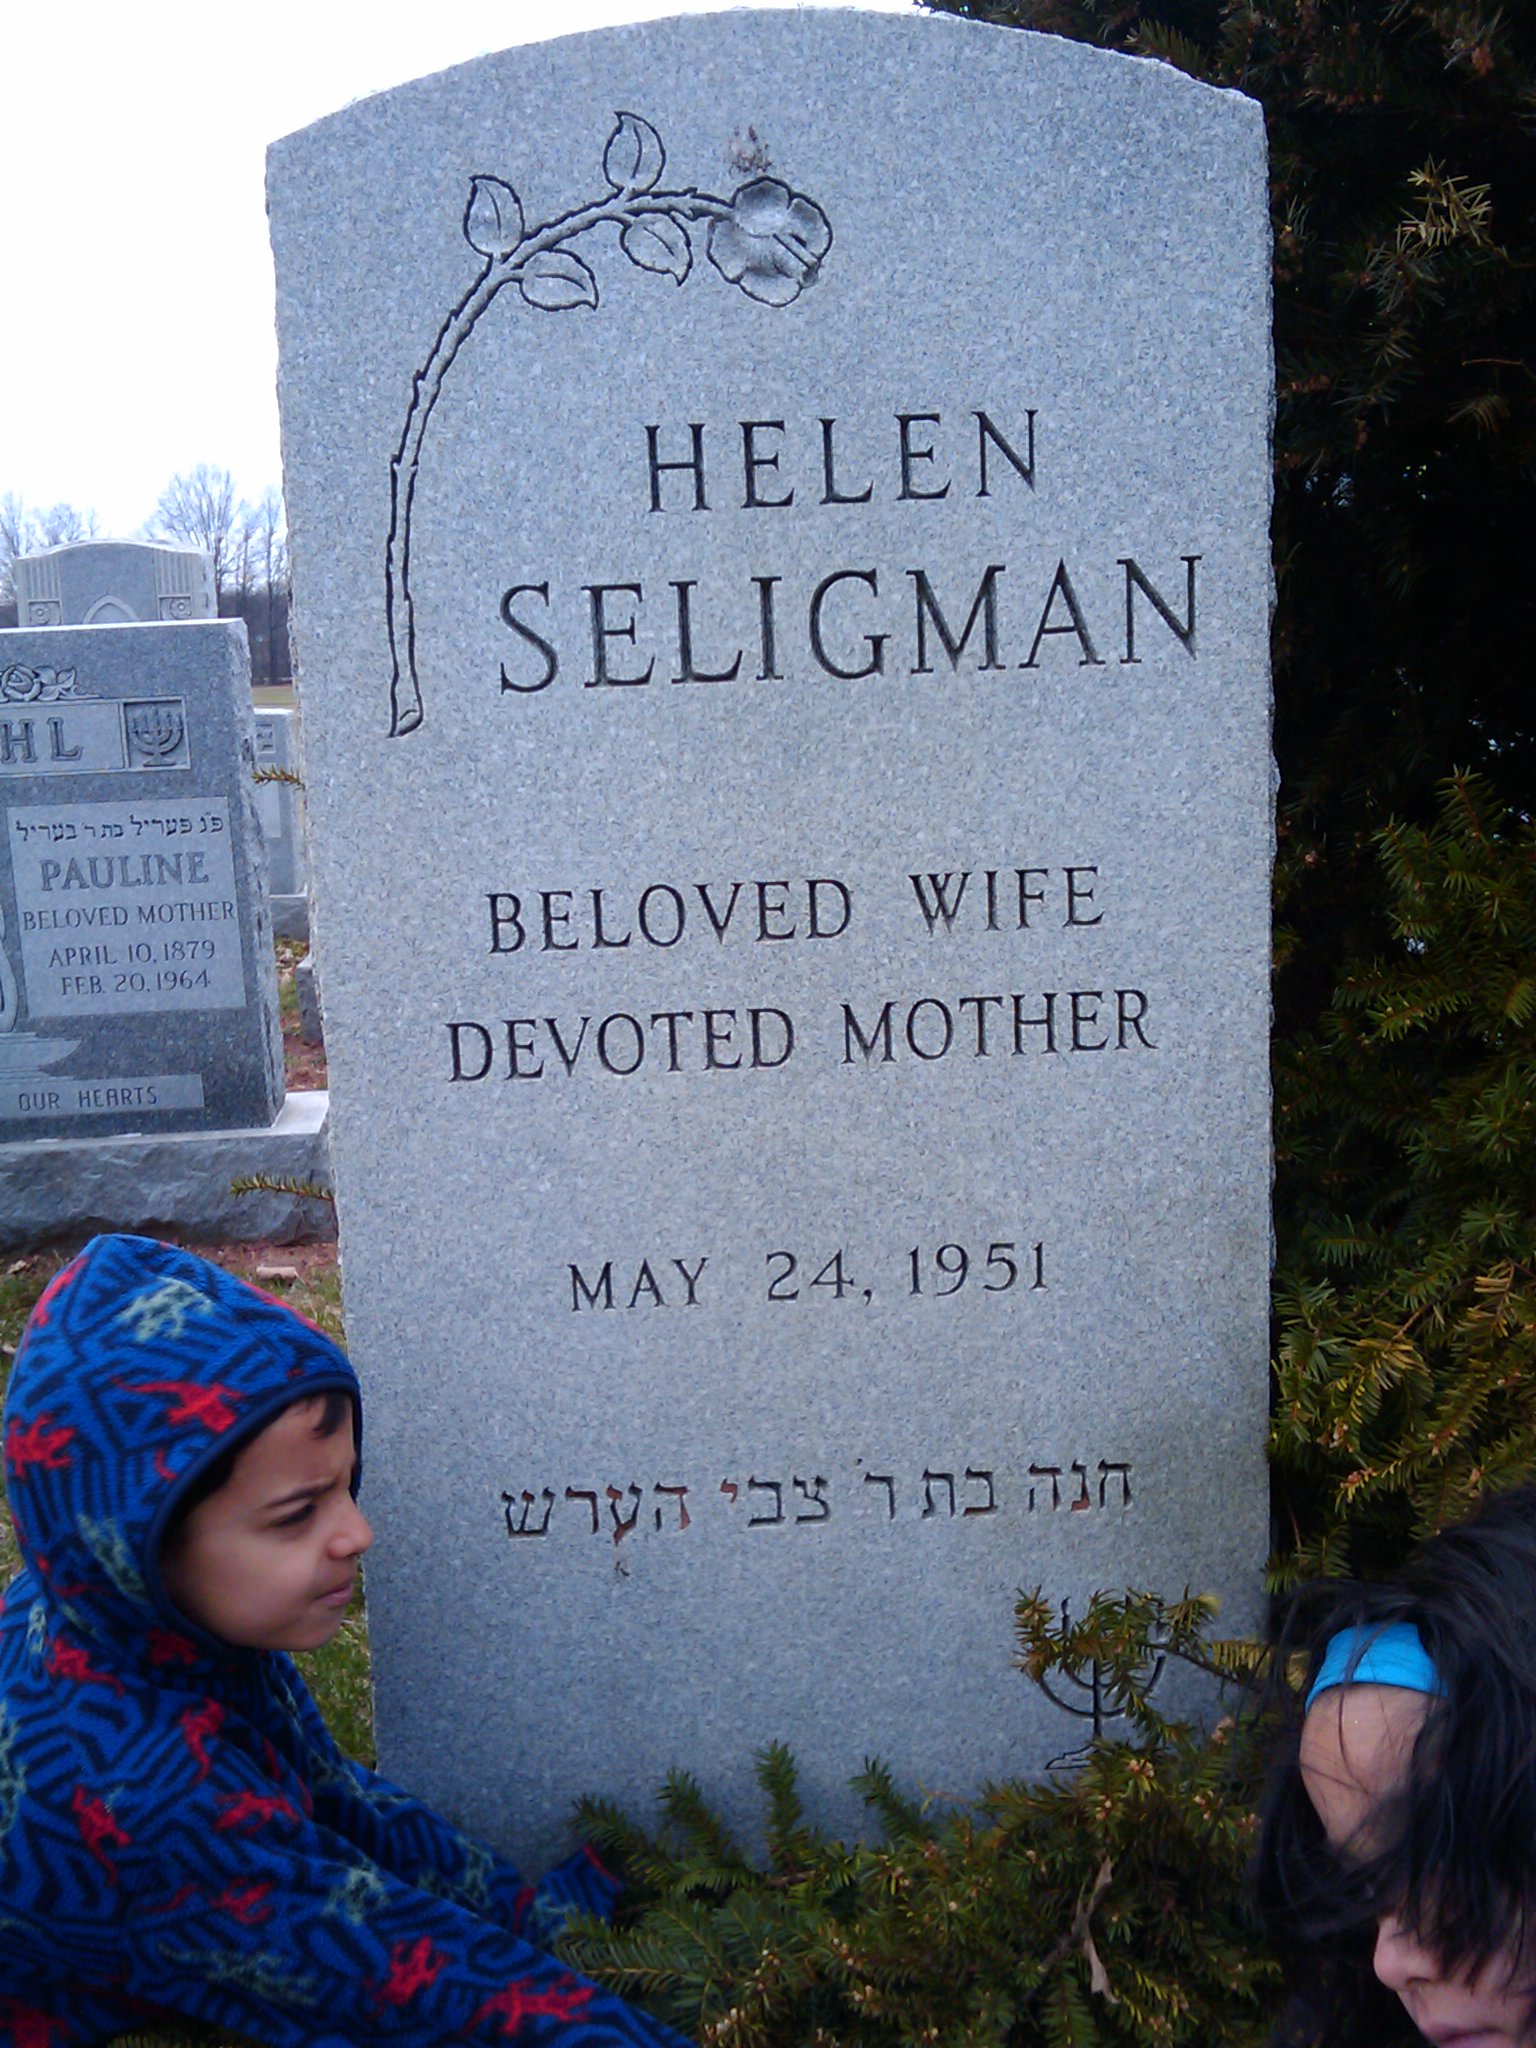 HELEN
SELIGMAN
BELOVED WIFE
DEVOTED MOTHER
MAY 24, 1951
חנה בת ר' צבי הערש
HL
פ"נ פעריל בת ר בעריל
PAULINE
BELOVED MOTHER
APRIL 10, 1879
FEB. 20, 1964
OUR HEARTS